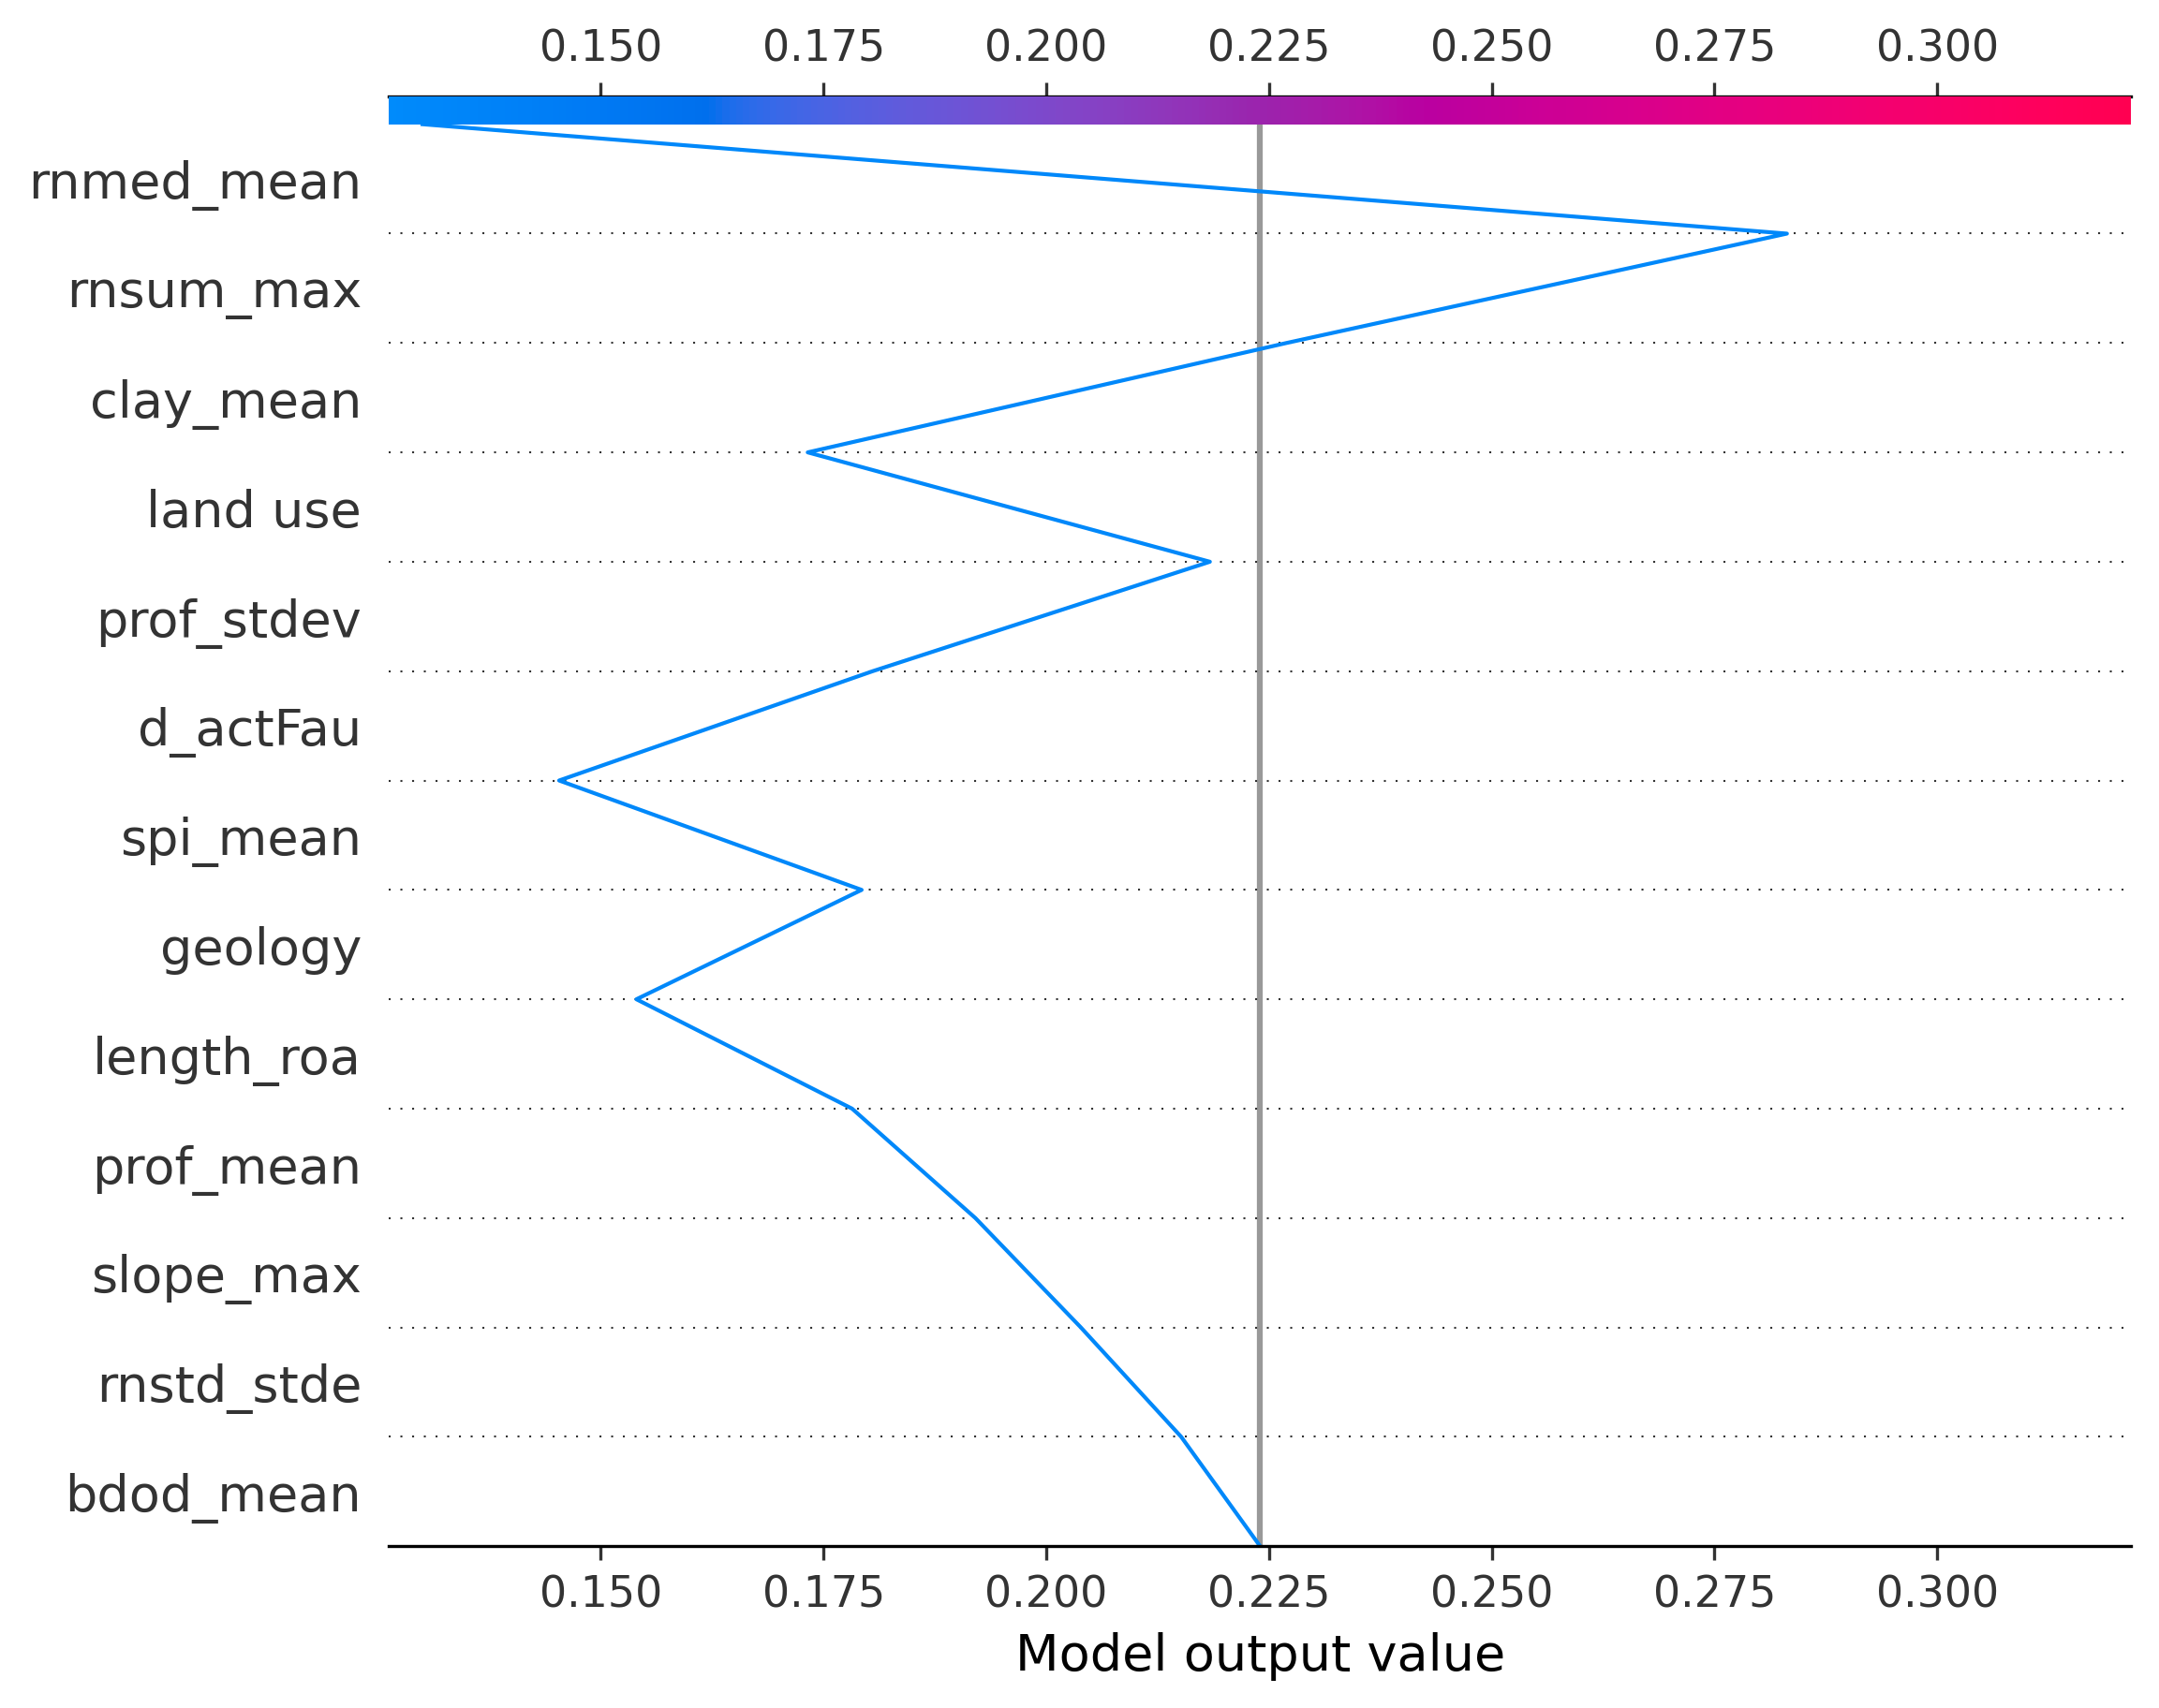 0.150 0.175 0.200 0.225 0.250 0.275 0.300
rnmed_mean
rnsum_max
clay_mean
land use
prof_stdev
d_actFau
spi_mean
geology
length_roa
prof_mean
slope_max
rnstd_stde
bdod_mean
0.150 0.175 0.200 0.225 0.250 0.275 0.300
Model output value